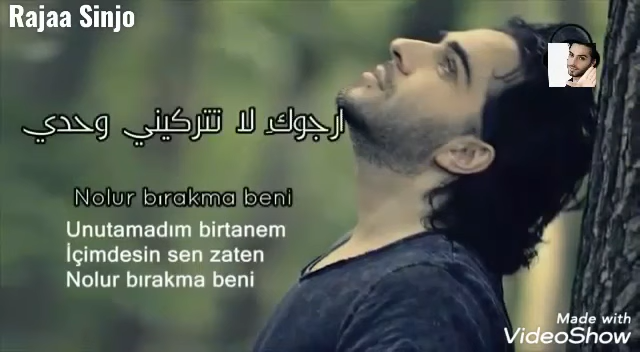 Rajaa Sinjo
ارجوكِ لا تتركيني وحدي
Nolur bırakma beni
Unutamadım birtanem
İçimdesin sen zaten
Nolur bırakma beni
Made with
VideoShow